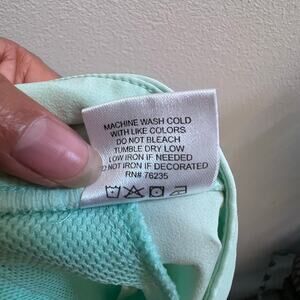 MACHINE WASH COLD
WITH LIKE COLORS
DO NOT BLEACH
TUMBLE DRY LOW
LOW IRON IF NEEDED
DO NOT IRON IF DECORATED
RN# 76235